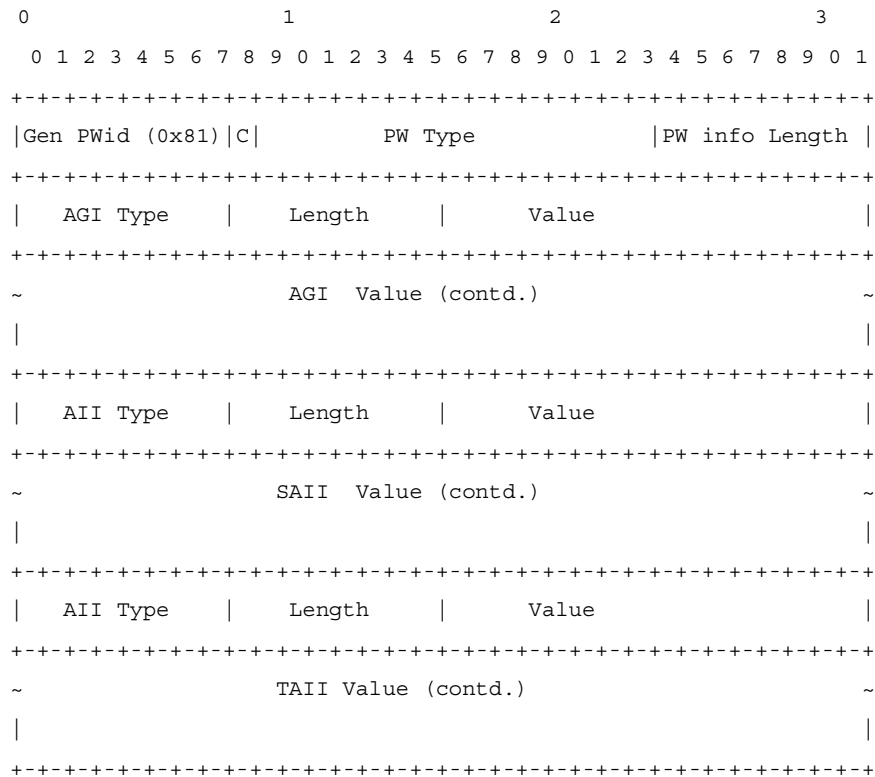 0                   1                   2                   3
 0 1 2 3 4 5 6 7 8 9 0 1 2 3 4 5 6 7 8 9 0 1 2 3 4 5 6 7 8 9 0 1
+-+-+-+-+-+-+-+-+-+-+-+-+-+-+-+-+-+-+-+-+-+-+-+-+-+-+-+-+-+-+-+-+
|Gen PWid (0x81)|C|         PW Type             |PW info Length |
+-+-+-+-+-+-+-+-+-+-+-+-+-+-+-+-+-+-+-+-+-+-+-+-+-+-+-+-+-+-+-+-+
|   AGI Type    |    Length     |      Value                    |
+-+-+-+-+-+-+-+-+-+-+-+-+-+-+-+-+-+-+-+-+-+-+-+-+-+-+-+-+-+-+-+-+
~                    AGI  Value (contd.)                        ~
|                                                               |
+-+-+-+-+-+-+-+-+-+-+-+-+-+-+-+-+-+-+-+-+-+-+-+-+-+-+-+-+-+-+-+-+
|   AII Type    |    Length     |      Value                    |
+-+-+-+-+-+-+-+-+-+-+-+-+-+-+-+-+-+-+-+-+-+-+-+-+-+-+-+-+-+-+-+-+
~                   SAII  Value (contd.)                        ~
|                                                               |
+-+-+-+-+-+-+-+-+-+-+-+-+-+-+-+-+-+-+-+-+-+-+-+-+-+-+-+-+-+-+-+-+
|   AII Type    |    Length     |      Value                    |
+-+-+-+-+-+-+-+-+-+-+-+-+-+-+-+-+-+-+-+-+-+-+-+-+-+-+-+-+-+-+-+-+
~                   TAII Value (contd.)                         ~
|                                                               |
+-+-+-+-+-+-+-+-+-+-+-+-+-+-+-+-+-+-+-+-+-+-+-+-+-+-+-+-+-+-+-+-+